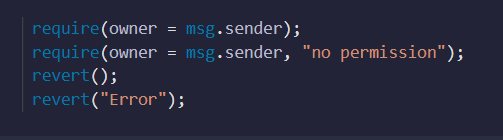 require(owner = msg.sender);
require(owner = msg.sender, "no permission");
revert();
revert("Error");